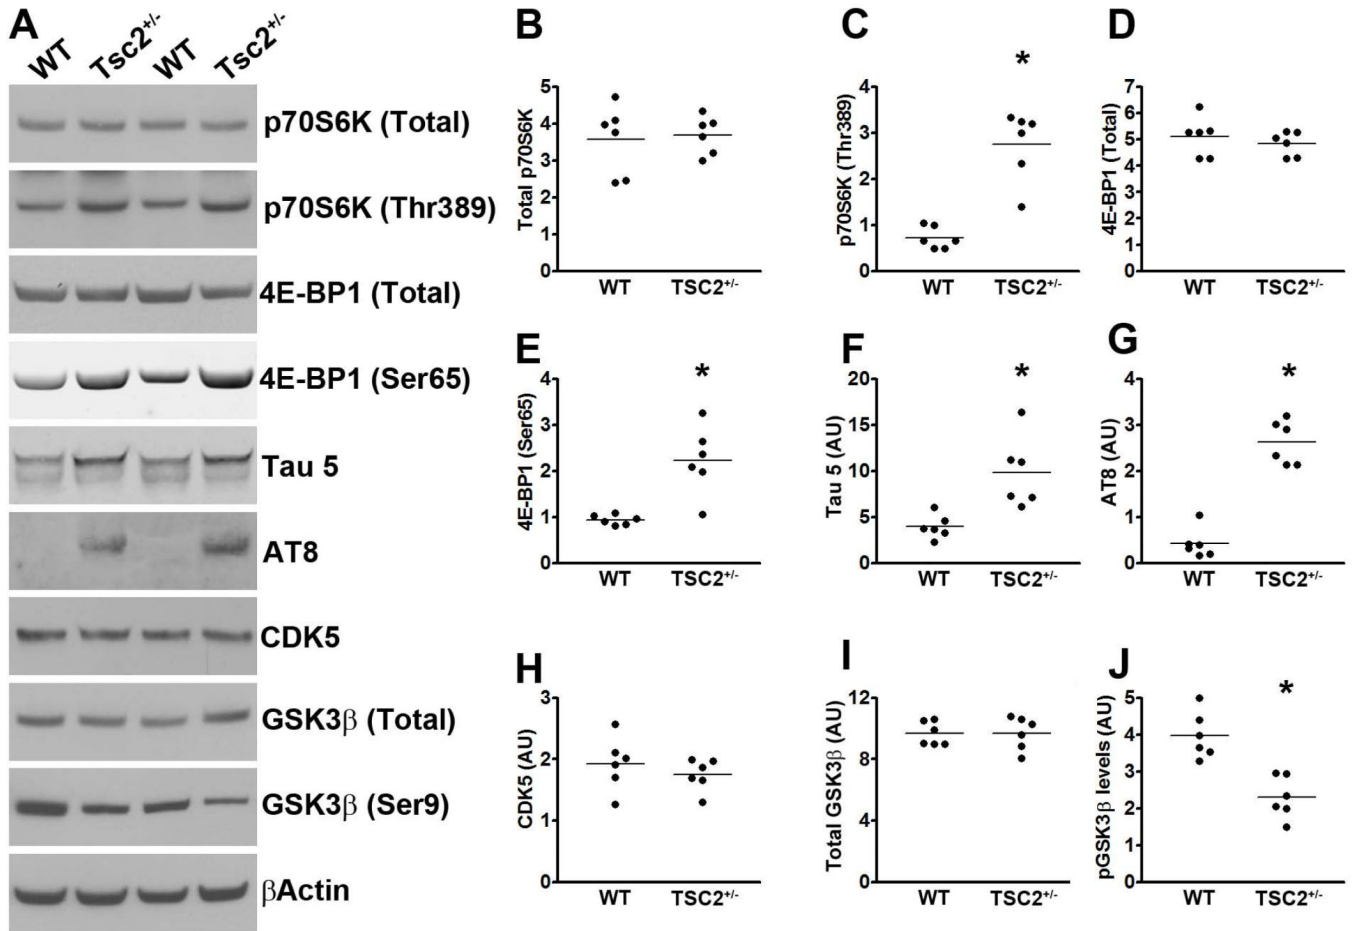 A
WT Tsc2+/- WT Tsc2+/-
p70S6K (Total)
p70S6K (Thr389)
4E-BP1 (Total)
4E-BP1 (Ser65)
Tau 5
AT8
CDK5
GSK3β (Total)
GSK3β (Ser9)
βActin
B
Total p70S6K
5
4
3
2
1
0
WT TSC2+/-
C
*
p70S6K (Thr389)
4
3
2
1
0
WT TSC2+/-
D
4E-BP1 (Total)
7
6
5
4
3
2
1
0
WT TSC2+/-
E
*
4E-BP1 (Ser65)
4
3
2
1
0
WT TSC2+/-
F
*
Tau 5 (AU)
20
15
10
5
0
WT TSC2+/-
G
*
AT8 (AU)
4
3
2
1
0
WT TSC2+/-
H
CDK5 (AU)
3
2
1
0
WT TSC2+/-
I
Total GSK3β (AU)
12
8
4
0
WT TSC2+/-
J
*
pGSK3β levels (AU)
5
4
3
2
1
0
WT TSC2+/-